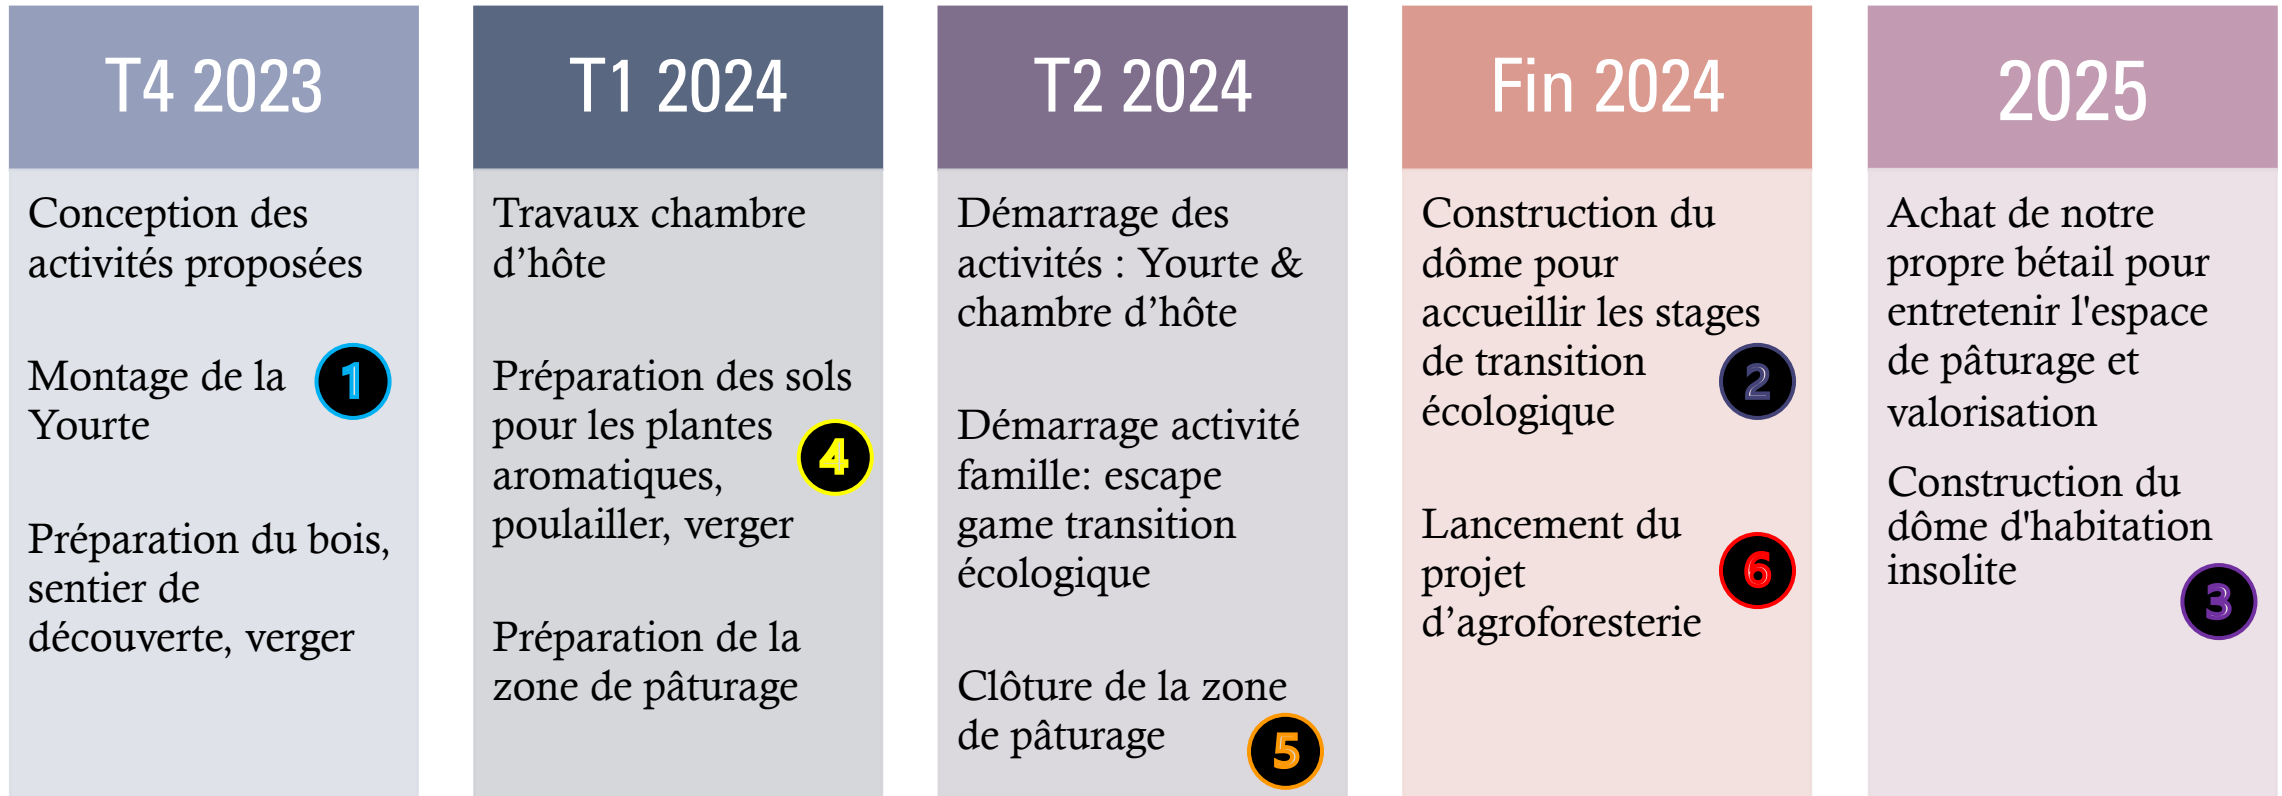 T4 2023
Conception des
activités proposées
Montage de la
Yourte
1
Préparation du bois,
sentier de
découverte, verger
T1 2024
Travaux chambre
d’hôte
Préparation des sols
pour les plantes
aromatiques,
poulailler, verger
4
Préparation de la
zone de pâturage
T2 2024
Démarrage des
activités : Yourte &
chambre d’hôte
Démarrage activité
famille: escape
game transition
écologique
Clôture de la zone
de pâturage
5
Fin 2024
Construction du
dôme pour
accueillir les stages
de transition
écologique
2
Lancement du
projet
d’agroforesterie
6
2025
Achat de notre
propre bétail pour
entretenir l'espace
de pâturage et
valorisation
Construction du
dôme d'habitation
insolite
3